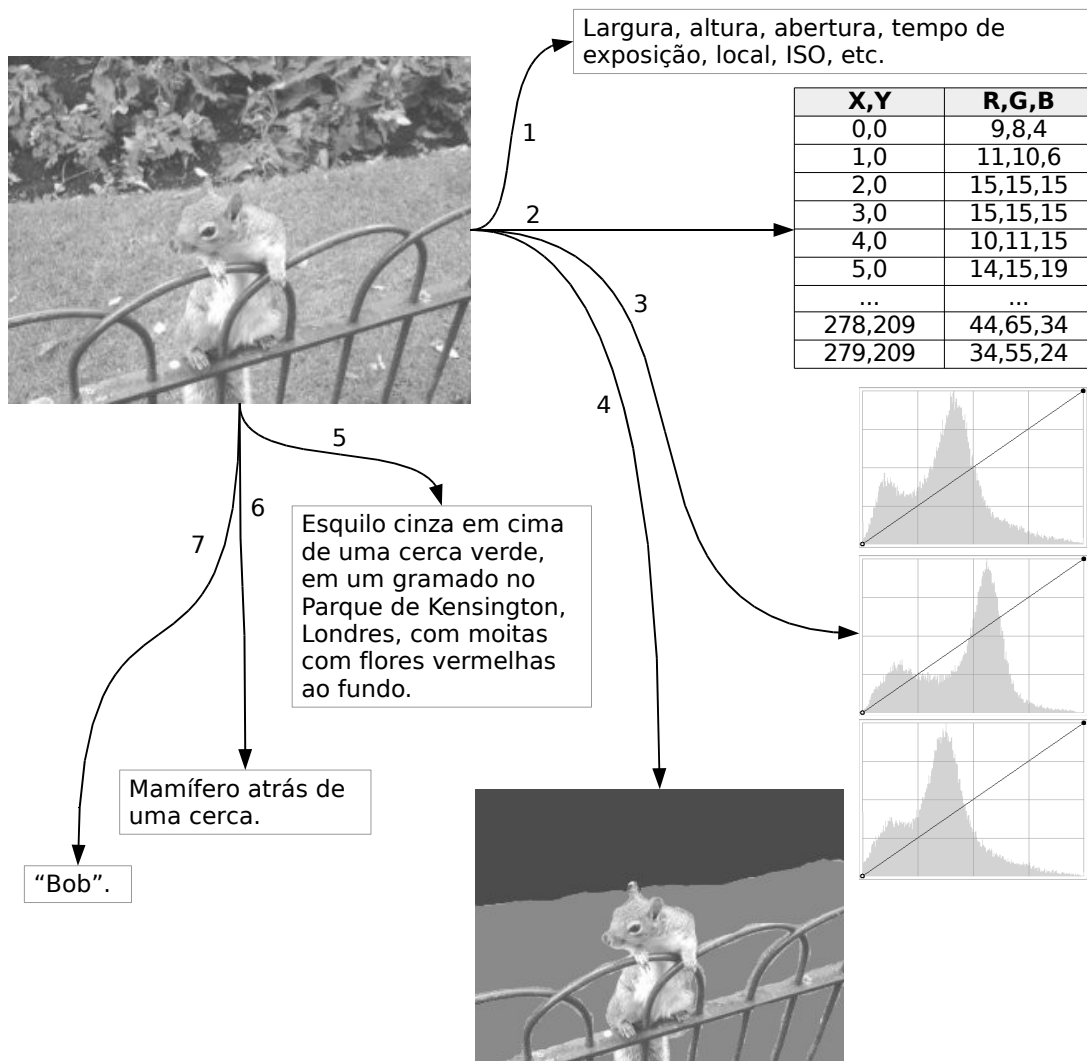 Largura, altura, abertura, tempo de
exposição, local, ISO, etc.
1
2
3
4
X,Y R,G,B
0,0 9,8,4
1,0 11,10,6
2,0 15,15,15
3,0 15,15,15
4,0 10,11,15
5,0 14,15,19
... ...
278,209 44,65,34
279,209 34,55,24
5
6
7
Esquilo cinza em cima
de uma cerca verde,
em um gramado no
Parque de Kensington,
Londres, com moitas
com flores vermelhas
ao fundo.
Mamífero atrás de
uma cerca.
“Bob”.